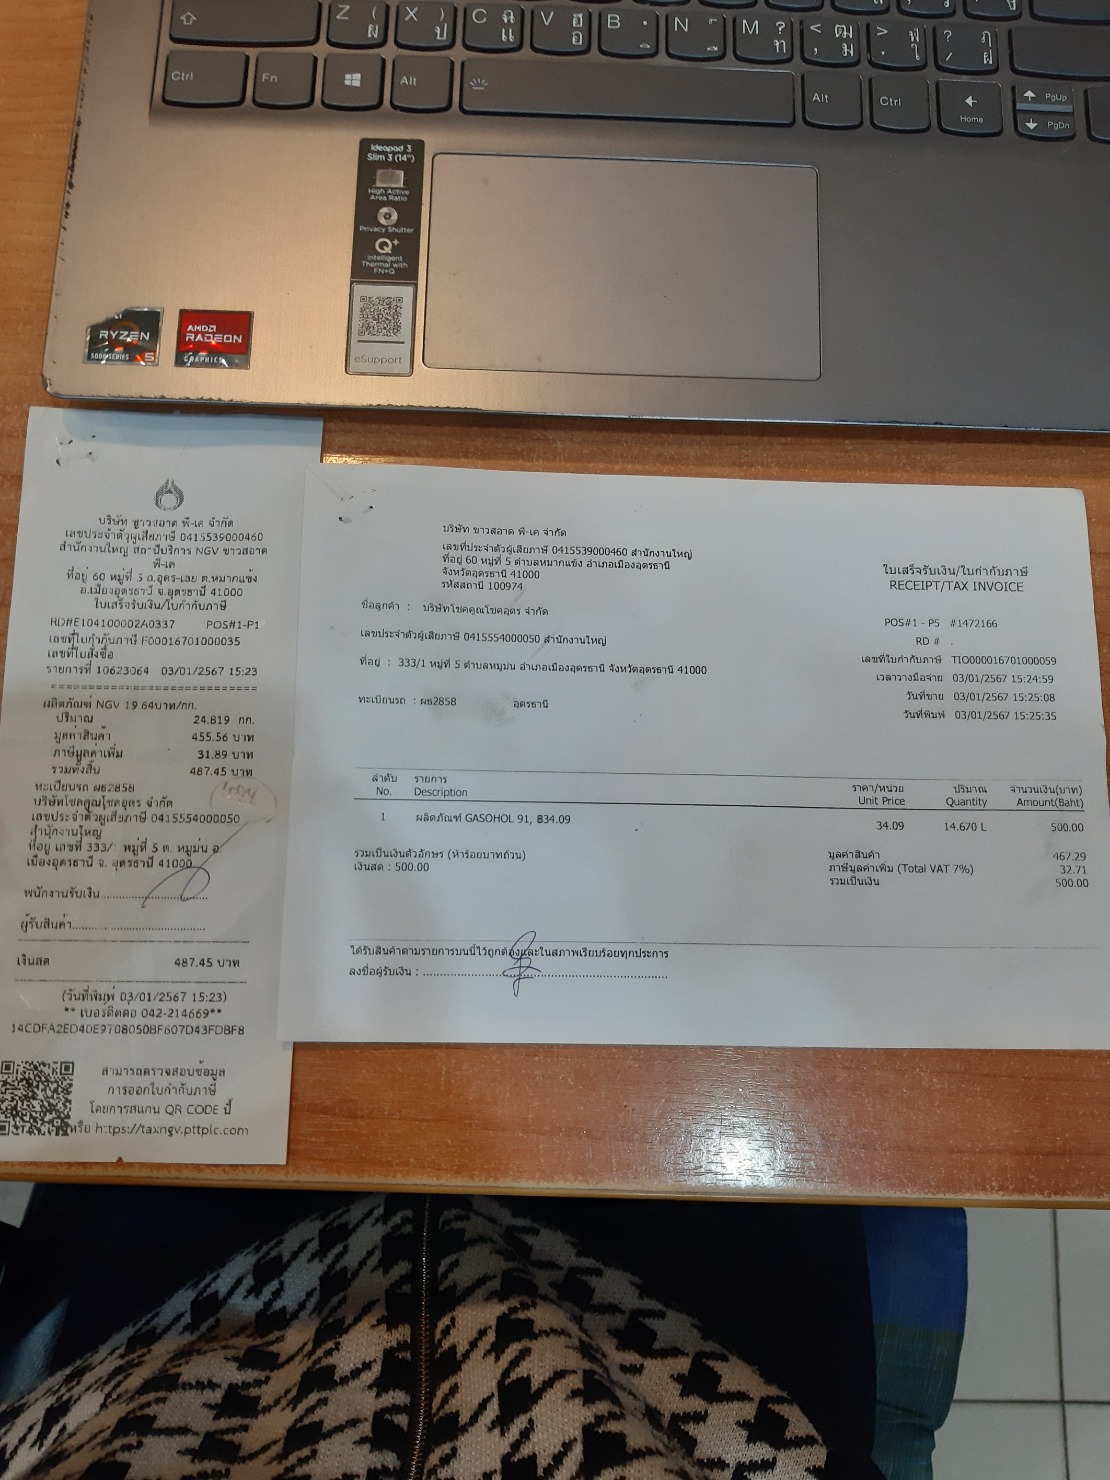 Z ( ผ
X ) ป
C ฉ แ
V ฮ อ
B
N
M ? ท
< ฒ , ม
> ฬ . ใ
? ฦ / ฝ
Ctrl
Fn
Alt
Alt
Ctrl
Home
PgUp
PgDn
Ideapad 3
Slim 3 (14")
High Active
Area Ratio
Privacy Shutter
Q+
Intelligent
Thermal with
FN+Q
eSupport
RYZEN
5000 SERIES 5
AMD
RADEON
GRAPHICS
บริษัท ขาวสอาด พี-เค จำกัด
เลขประจำตัวผู้เสียภาษี 0415539000460
สำนักงานใหญ่ สถานีบริการ NGV ขาวสอาด
พี-เค
ที่อยู่ 60 หมู่ที่ 5 ถ.อุดร-เลย ต.หมากแข้ง
อ.เมืองอุดรธานี จ.อุดรธานี 41000
ใบเสร็จรับเงิน/ใบกำกับภาษี
RD#E104100002A0337 POS#1-P1
เลขที่ใบกำกับภาษี F00016701000035
เลขที่ใบสั่งซื้อ
รายการที่ 10623064 03/01/2567 15:23
ผลิตภัณฑ์ NGV 19.64บาท/กก.
ปริมาณ 24.819 กก.
มูลค่าสินค้า 455.56 บาท
ภาษีมูลค่าเพิ่ม 31.89 บาท
รวมทั้งสิ้น 487.45 บาท
ทะเบียนรถ ผธ2858
บริษัทโชคคูณโชคอุดร จำกัด
เลขประจำตัวผู้เสียภาษี 0415554000050
สำนักงานใหญ่
ที่อยู่ เลขที่ 333/ หมู่ที่ 5 ต. หมูม่น อ.
เมืองอุดรธานี จ. อุดรธานี 41000
พนักงานรับเงิน
ผู้รับสินค้า
เงินสด 487.45 บาท
(วันที่พิมพ์ 03/01/2567 15:23)
** เบอร์ติดต่อ 042-214669**
14CDFA2ED40E9708050BF607D43FDBF8
สามารถตรวจสอบข้อมูล
การออกใบกำกับภาษี
โดยการสแกน QR CODE นี้
หรือ https://taxngv.pttplc.com
บริษัท ขาวสอาด พี-เค จำกัด
เลขที่ประจำตัวผู้เสียภาษี 0415539000460 สำนักงานใหญ่
ที่อยู่ 60 หมู่ที่ 5 ตำบลหมากแข้ง อำเภอเมืองอุดรธานี
จังหวัดอุดรธานี 41000
รหัสสถานี 100974
ใบเสร็จรับเงิน/ใบกำกับภาษี
RECEIPT/TAX INVOICE
ชื่อลูกค้า : บริษัทโชคคูณโชคอุดร จำกัด
เลขประจำตัวผู้เสียภาษี 0415554000050 สำนักงานใหญ่
ที่อยู่ : 333/1 หมู่ที่ 5 ตำบลหมูม่น อำเภอเมืองอุดรธานี จังหวัดอุดรธานี 41000
ทะเบียนรถ : ผธ2858 อุดรธานี
POS#1 - P5 #1472166
RD # .
เลขที่ใบกำกับภาษี TIO000016701000059
เวลาวางมือจ่าย 03/01/2567 15:24:59
วันที่ขาย 03/01/2567 15:25:08
วันที่พิมพ์ 03/01/2567 15:25:35
ลำดับ รายการ ราคา/หน่วย ปริมาณ จำนวนเงิน(บาท)
No. Description Unit Price Quantity Amount(Baht)
1 ผลิตภัณฑ์ GASOHOL 91, ฿34.09 34.09 14.670 L 500.00
รวมเป็นเงินตัวอักษร (ห้าร้อยบาทถ้วน)
เงินสด : 500.00
มูลค่าสินค้า 467.29
ภาษีมูลค่าเพิ่ม (Total VAT 7%) 32.71
รวมเป็นเงิน 500.00
ได้รับสินค้าตามรายการบนนี้ไว้ถูกต้องและในสภาพเรียบร้อยทุกประการ
ลงชื่อผู้รับเงิน :